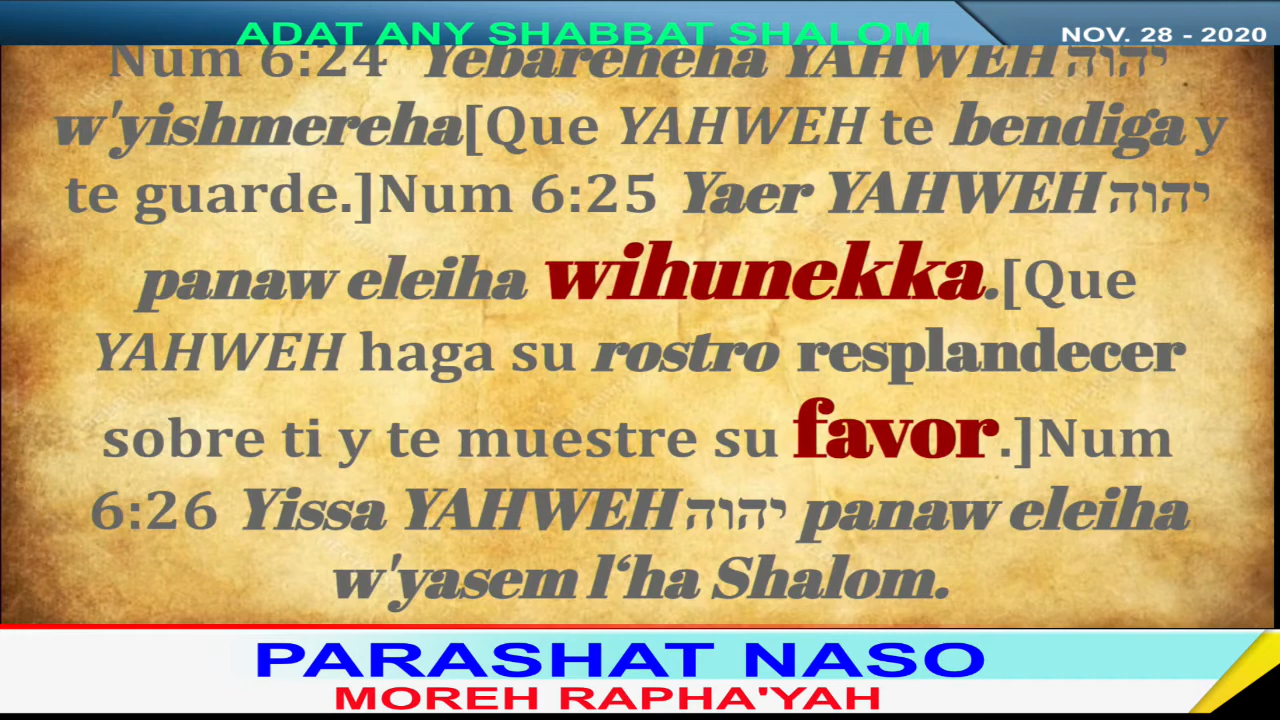 ADAT ANY SHABBAT SHALOM
NOV. 28 - 2020
Num 6:24 Yebareheha YAHWEH יהוה
w'yishmereha[Que YAHWEH te bendiga y
te guarde.]Num 6:25 Yaer YAHWEH יהוה
panaw eleiha wihunekka.[Que
YAHWEH haga su rostro resplandecer
sobre ti y te muestre su favor.]Num
6:26 Yissa YAHWEH יהוה panaw eleiha
w'yasem l‘ha Shalom.
PARASHAT NASO
MOREH RAPHA'YAH